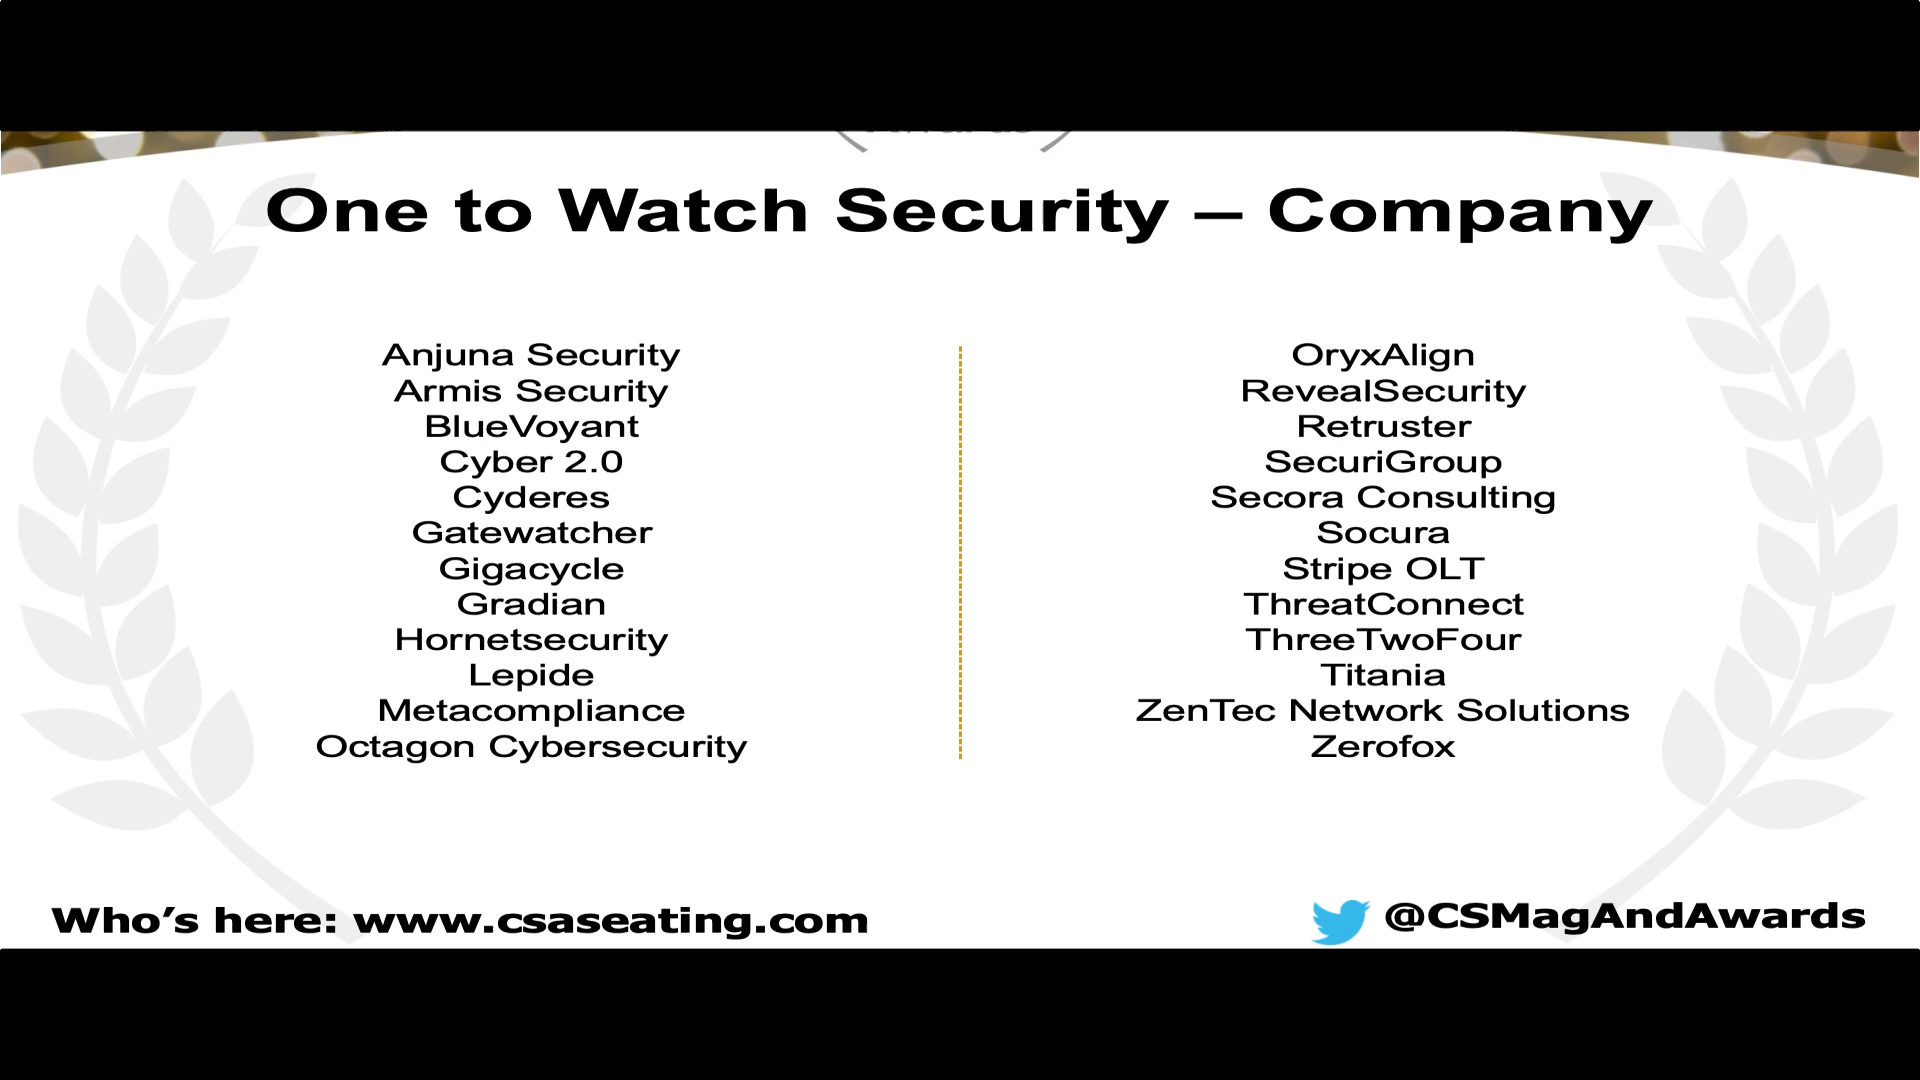 One to Watch Security – Company
Anjuna Security
Armis Security
BlueVoyant
Cyber 2.0
Cyderes
Gatewatcher
Gigacycle
Gradian
Hornetsecurity
Lepide
Metacompliance
Octagon Cybersecurity
OryxAlign
RevealSecurity
Retruster
SecuriGroup
Secora Consulting
Socura
Stripe OLT
ThreatConnect
ThreeTwoFour
Titania
ZenTec Network Solutions
Zerofox
Who’s here: www.csaseating.com
@CSMagAndAwards